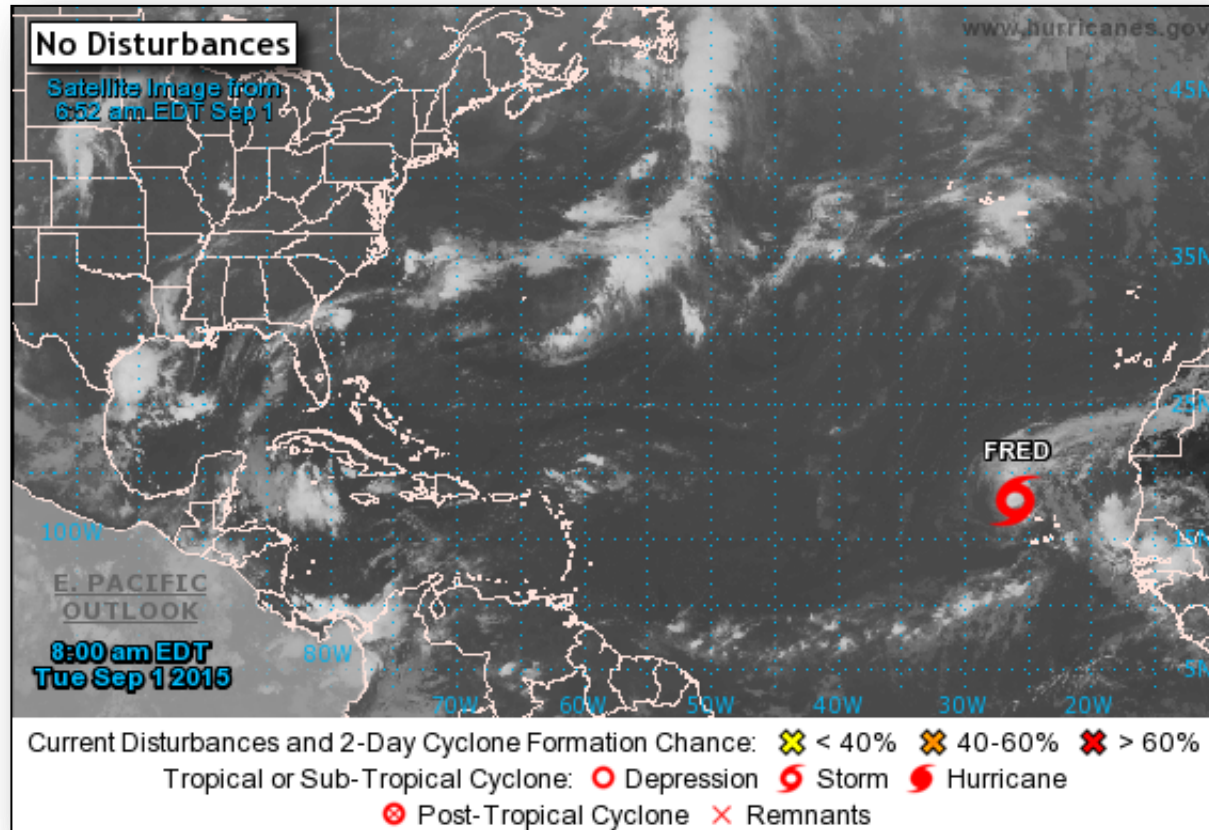 No Disturbances
www.hurricanes.gov
Satellite Image from
6:52 am EDT Sep 1
45N
35N
25N
FRED
100W
15N
E. PACIFIC
OUTLOOK
8:00 am EDT
Tue Sep 1 2015
80W
5N
70W 60W 50W 40W 30W 20W
Current Disturbances and 2-Day Cyclone Formation Chance: < 40% 40-60% > 60%
Tropical or Sub-Tropical Cyclone: Depression Storm Hurricane
Post-Tropical Cyclone Remnants